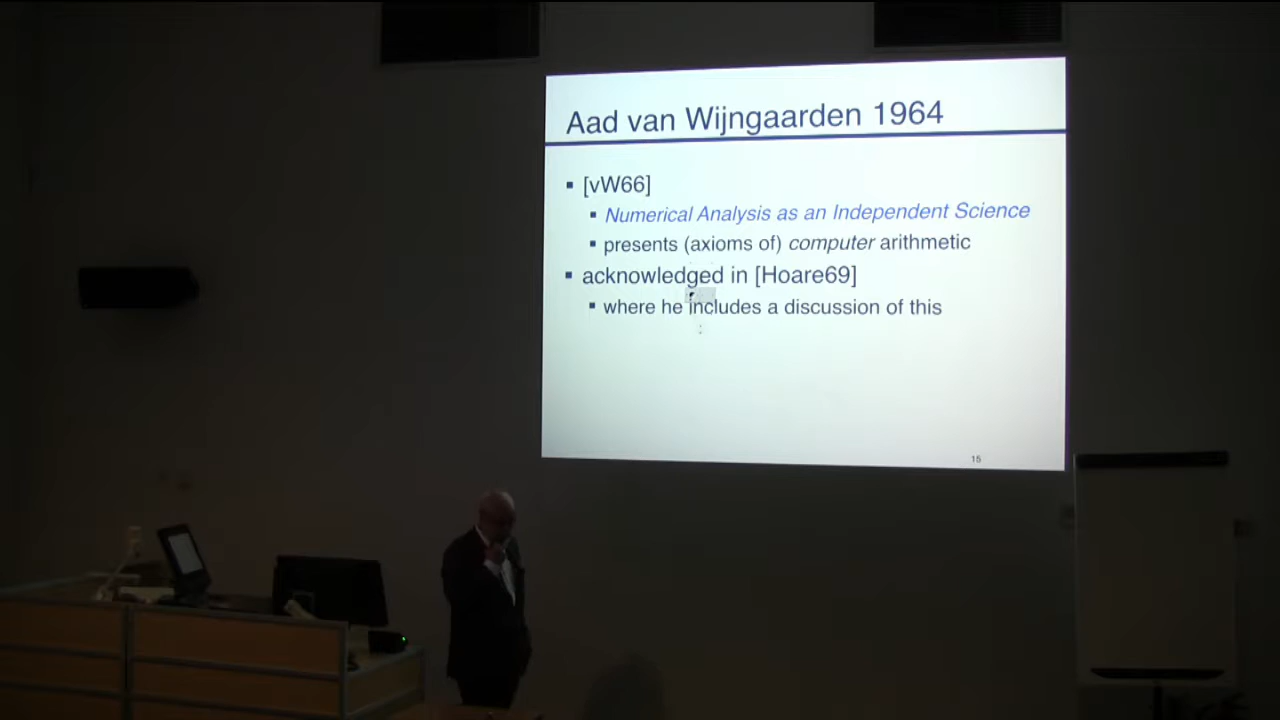 Aad van Wijngaarden 1964
[vW66]
Numerical Analysis as an Independent Science
presents (axioms of) computer arithmetic
acknowledged in [Hoare69]
where he includes a discussion of this
15